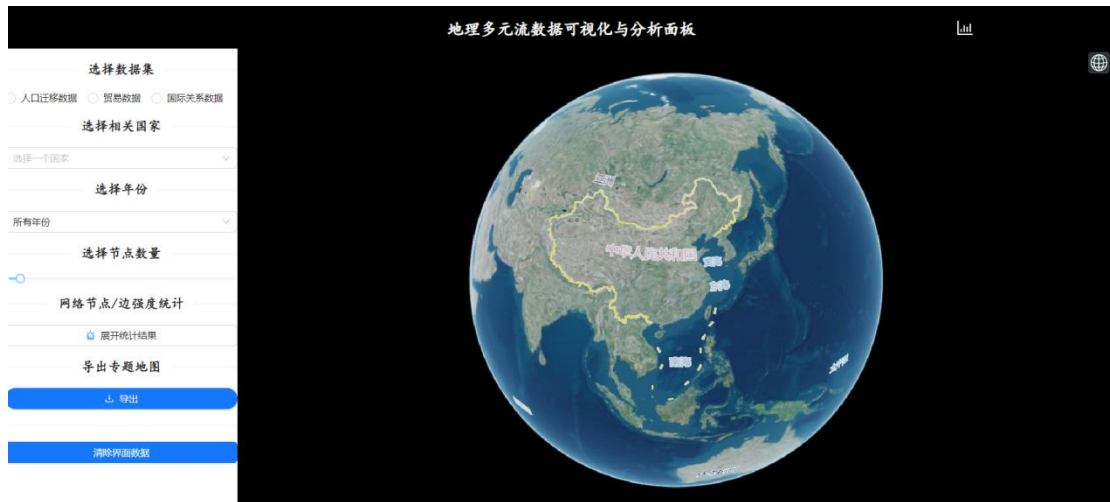 地理多元流数据可视化与分析面板
选择数据集
人口迁移数据 贸易数据 国际关系数据
选择相关国家
选择一个国家
选择年份
所有年份
选择节点数量
网络节点/边强度统计
展开统计结果
导出专题地图
导出
清除界面数据
亚洲
中华人民共和国
黄海
东海
南海
太平洋